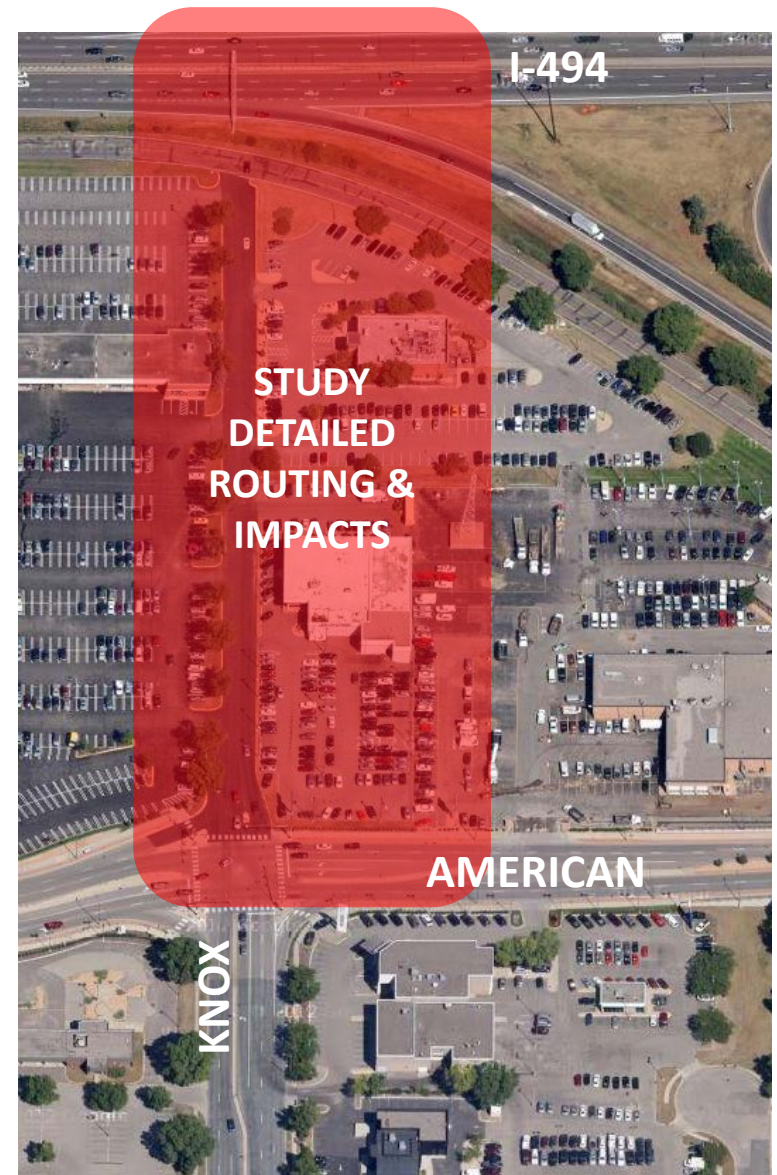 I-494
STUDY
DETAILED
ROUTING &
IMPACTS
AMERICAN
KNOX